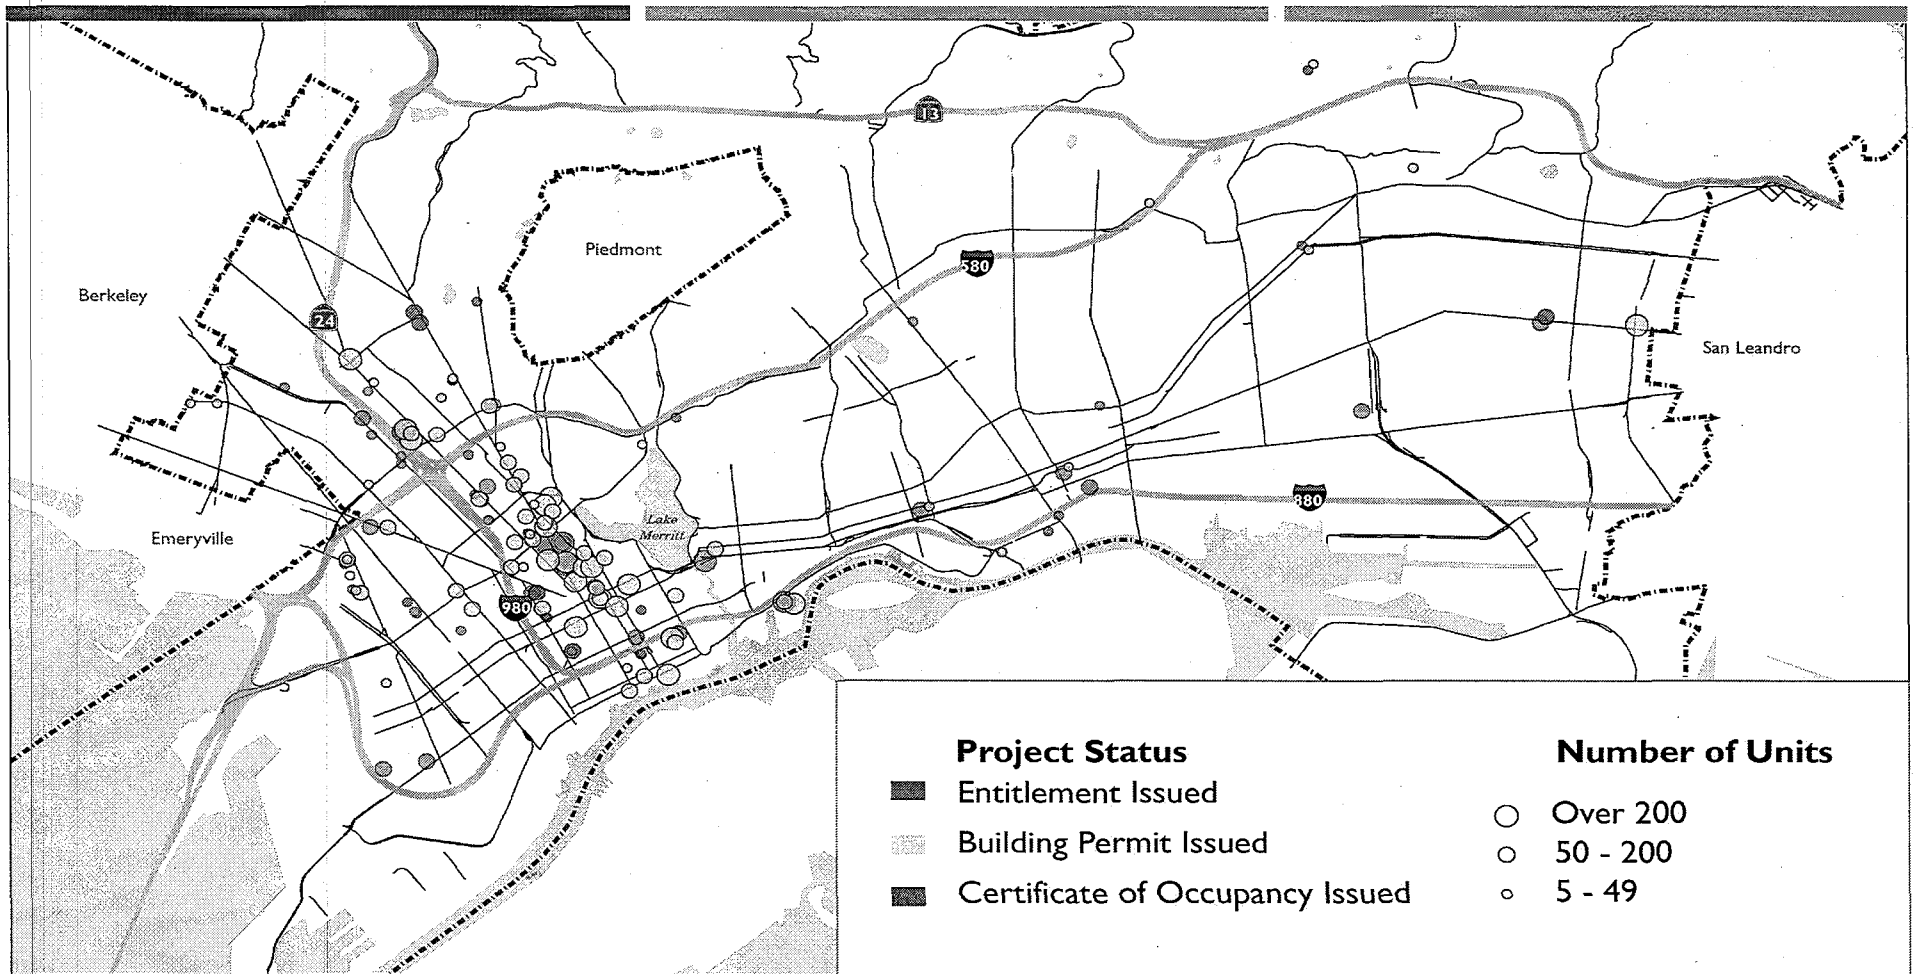 13
Piedmont
580
Berkeley
24
San Leandro
880
Lake
Merritt
Emeryville
980
Project Status
Entitlement Issued
Building Permit Issued
Certificate of Occupancy Issued
Number of Units
Over 200
50 - 200
5 - 49